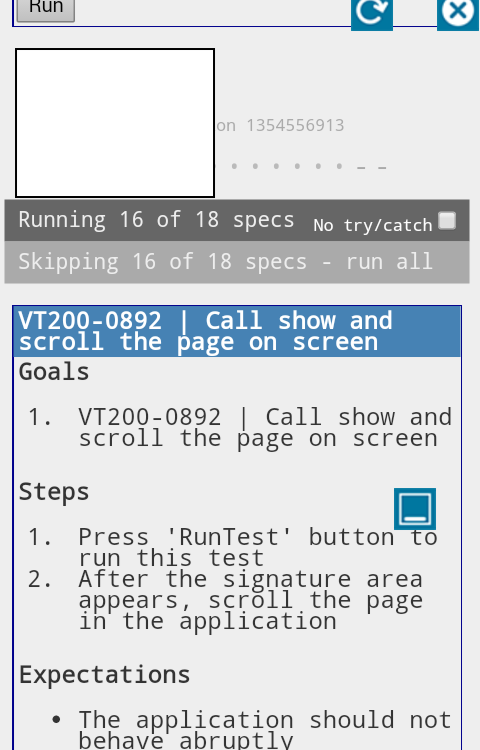 Run
on 1354556913
Running 16 of 18 specs No try/catch
Skipping 16 of 18 specs - run all
VT200-0892 | Call show and
scroll the page on screen
Goals
1. VT200-0892 | Call show and
scroll the page on screen
Steps
1. Press 'RunTest' button to
run this test
2. After the signature area
appears, scroll the page
in the application
Expectations
• The application should not
behave abruptly